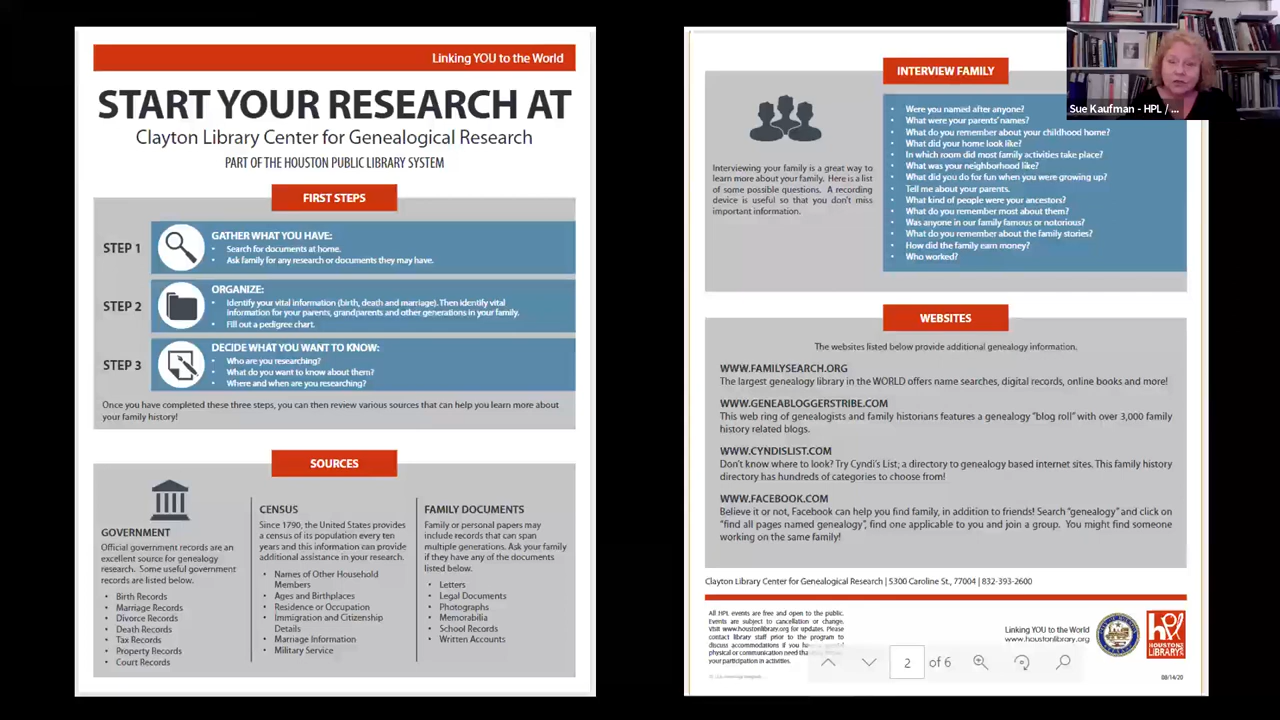 Linking YOU to the World
START YOUR RESEARCH AT
Clayton Library Center for Genealogical Research
PART OF THE HOUSTON PUBLIC LIBRARY SYSTEM
FIRST STEPS
STEP 1
GATHER WHAT YOU HAVE:
• Search for documents at home.
• Ask family for any research or documents they may have.
STEP 2
ORGANIZE:
• Identify your vital information (birth, death and marriage). Then identify vital
information for your parents, grandparents and other generations in your family.
• Fill out a pedigree chart.
STEP 3
DECIDE WHAT YOU WANT TO KNOW:
• Who are you researching?
• What do you want to know about them?
• Where and when are you researching?
Once you have completed these three steps, you can then review various sources that can help you learn more about
your family history!
SOURCES
GOVERNMENT
Official government records are an
excellent source for genealogy
research. Some useful government
records are listed below.
• Birth Records
• Marriage Records
• Divorce Records
• Death Records
• Tax Records
• Property Records
• Court Records
CENSUS
Since 1790, the United States provides
a census of its population every ten
years and this information can provide
additional assistance in your research.
• Names of Other Household
Members
• Ages and Birthplaces
• Residence or Occupation
• Immigration and Citizenship
Details
• Marriage Information
• Military Service
FAMILY DOCUMENTS
Family or personal papers may
include records that can span
multiple generations. Ask your family
if they have any of the documents
listed below.
• Letters
• Legal Documents
• Photographs
• Memorabilia
• School Records
• Written Accounts
INTERVIEW FAMILY
Interviewing your family is a great way to
learn more about your family. Here is a list
of some possible questions. A recording
device is useful so that you don't miss
important information.
• Were you named after anyone?
• What were your parents' names?
• What do you remember about your childhood home?
• What did your home look like?
• In which room did most family activities take place?
• What was your neighborhood like?
• What did you do for fun when you were growing up?
• Tell me about your parents.
• What kind of people were your ancestors?
• What do you remember most about them?
• Was anyone in our family famous or notorious?
• What do you remember about the family stories?
• How did the family earn money?
• Who worked?
WEBSITES
The websites listed below provide additional genealogy information.
WWW.FAMILYSEARCH.ORG
The largest genealogy library in the WORLD offers name searches, digital records, online books and more!
WWW.GENEABLOGGERSTRIBE.COM
This web ring of genealogists and family historians features a genealogy "blog roll" with over 3,000 family
history related blogs.
WWW.CYNDISLIST.COM
Don't know where to look? Try Cyndi's List; a directory to genealogy based internet sites. This family history
directory has hundreds of categories to choose from!
WWW.FACEBOOK.COM
Believe it or not, Facebook can help you find family, in addition to friends! Search "genealogy" and click on
"find all pages named genealogy", find one applicable to you and join a group. You might find someone
working on the same family!
Clayton Library Center for Genealogical Research | 5300 Caroline St., 77004 | 832-393-2600
All HPL events are free and open to the public.
Events are subject to cancellation or change.
Visit www.houstonlibrary.org for updates. Please
contact library staff prior to the program to
discuss accommodations if you have a
physical or communication need
your participation in activities.
Linking YOU to the World
www.houstonlibrary.org
HOUSTON
LIBRARY
08/14/20
2 of 6
Sue Kaufman - HPL / ...